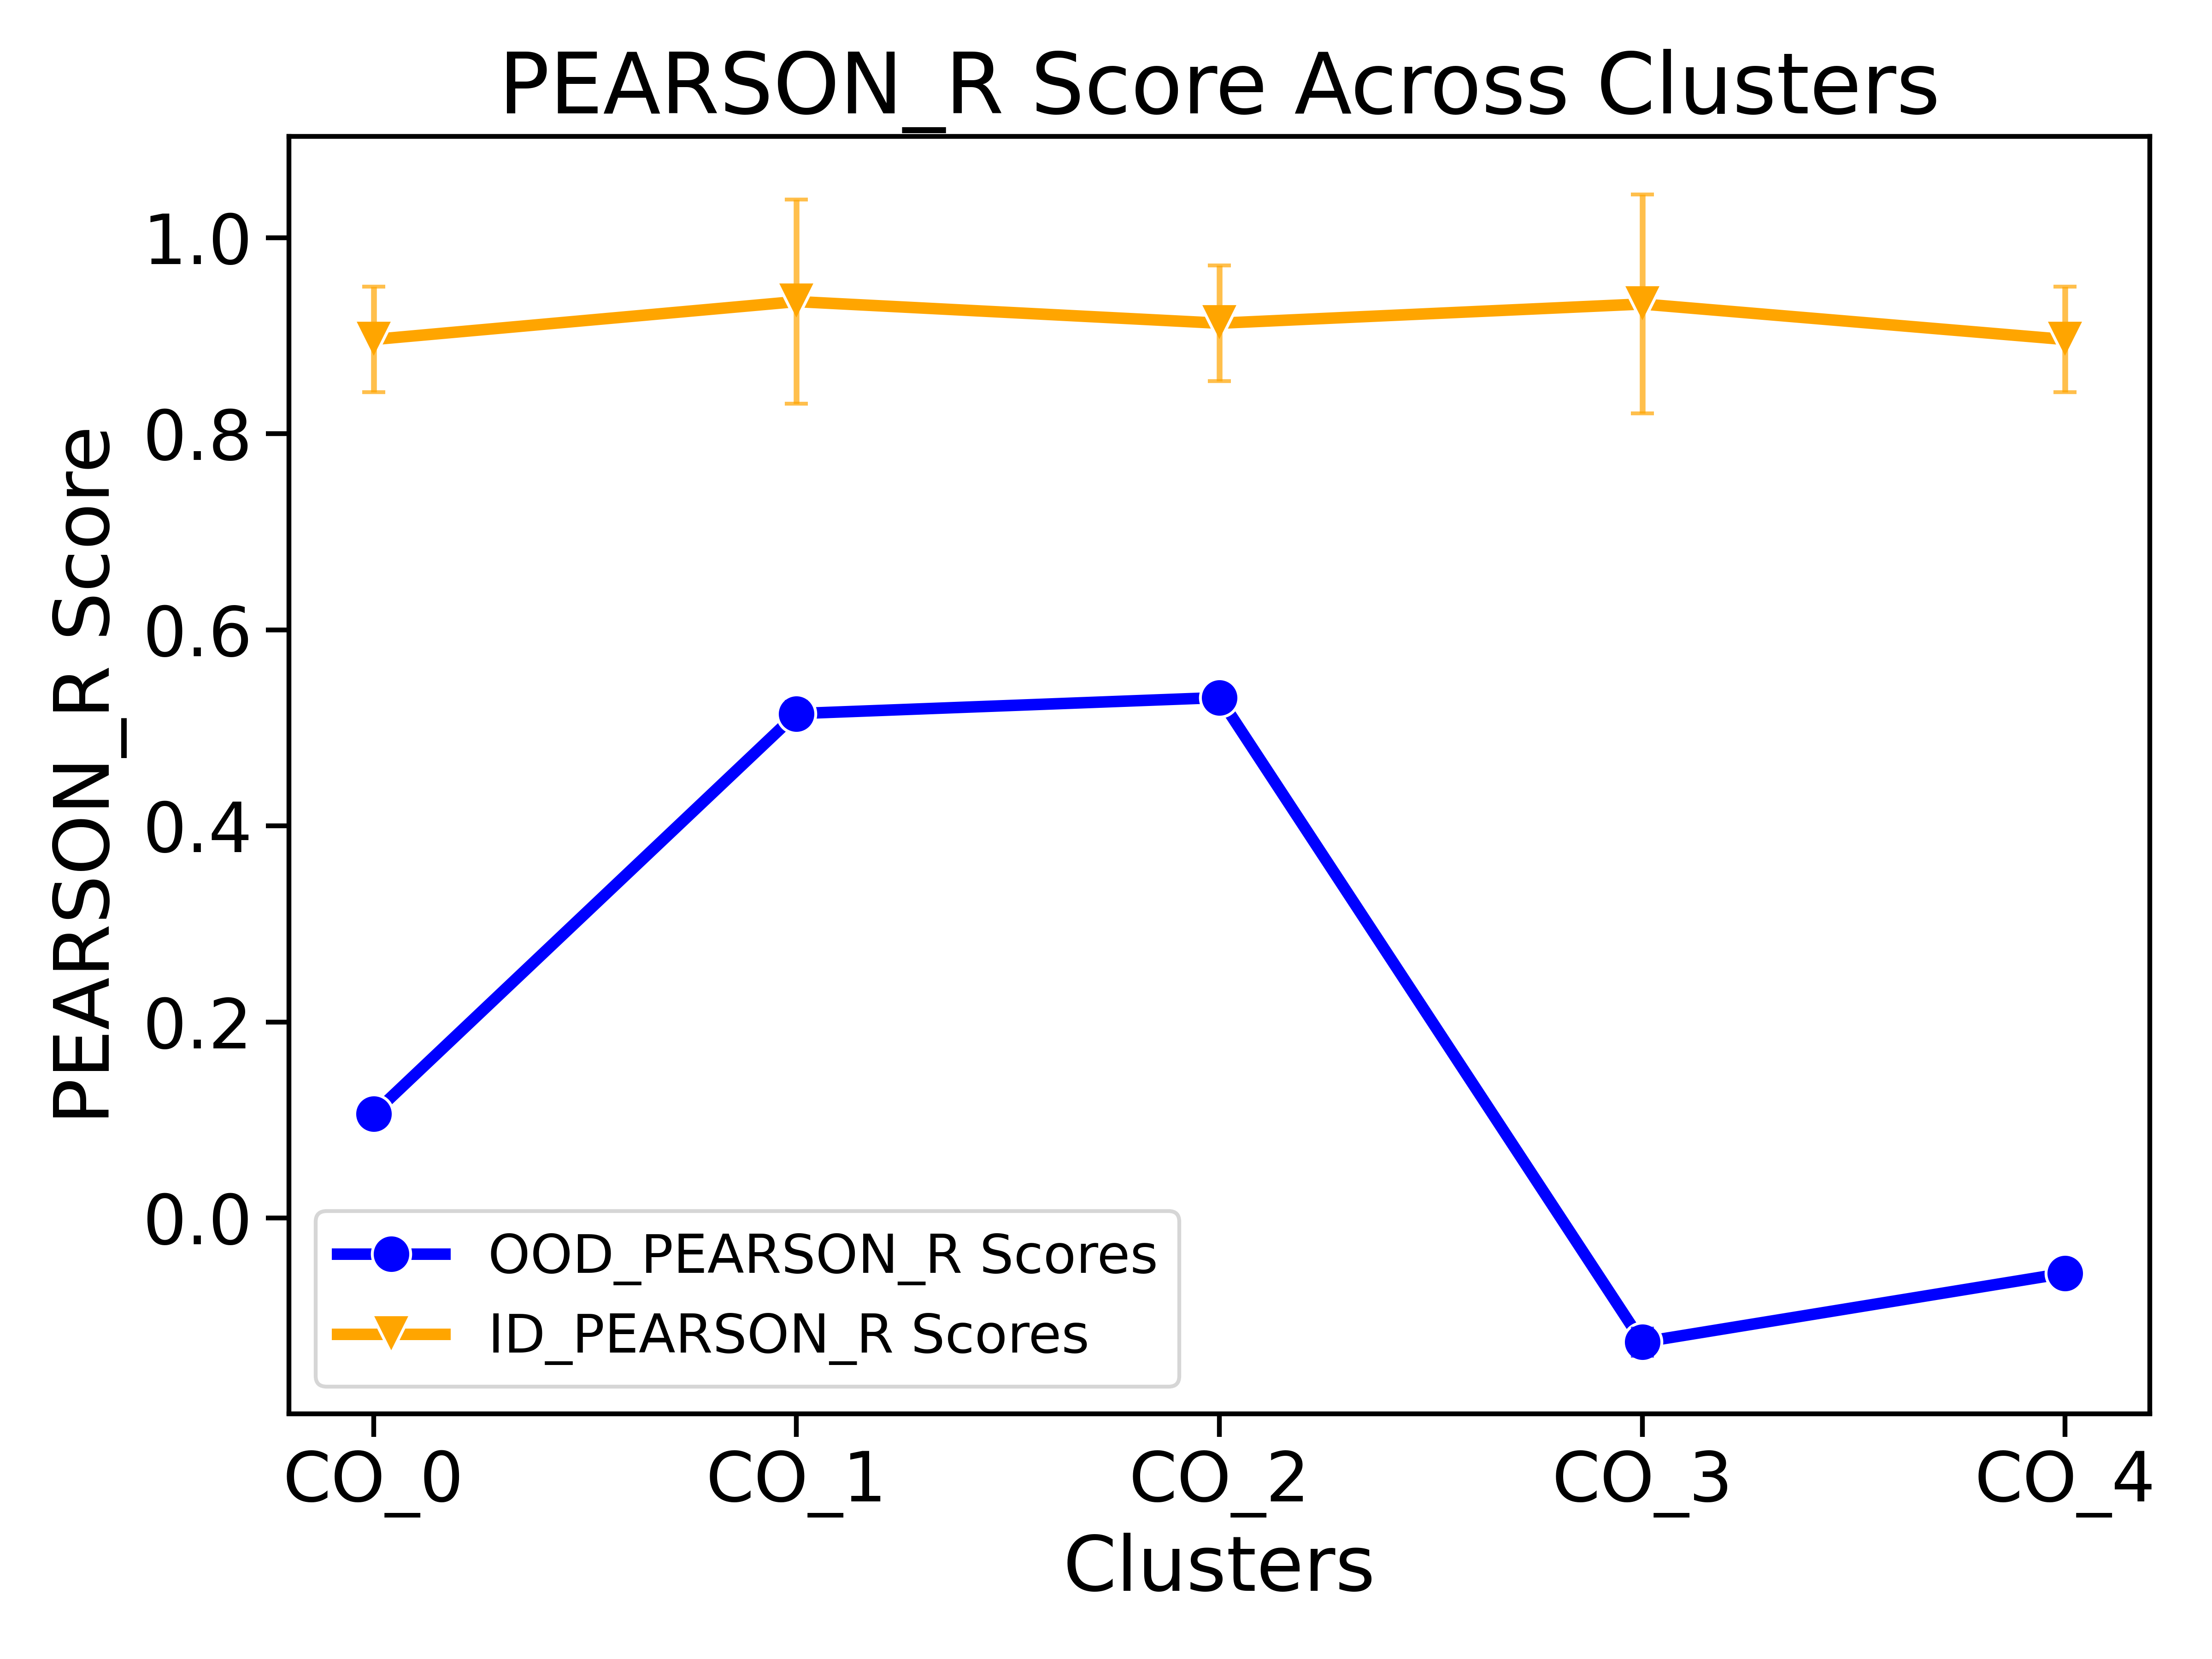 PEARSON_R Score Across Clusters
PEARSON_R Score
1.0
0.8
0.6
0.4
0.2
0.0
OOD_PEARSON_R Scores
ID_PEARSON_R Scores
CO_0 CO_1 CO_2 CO_3 CO_4
Clusters